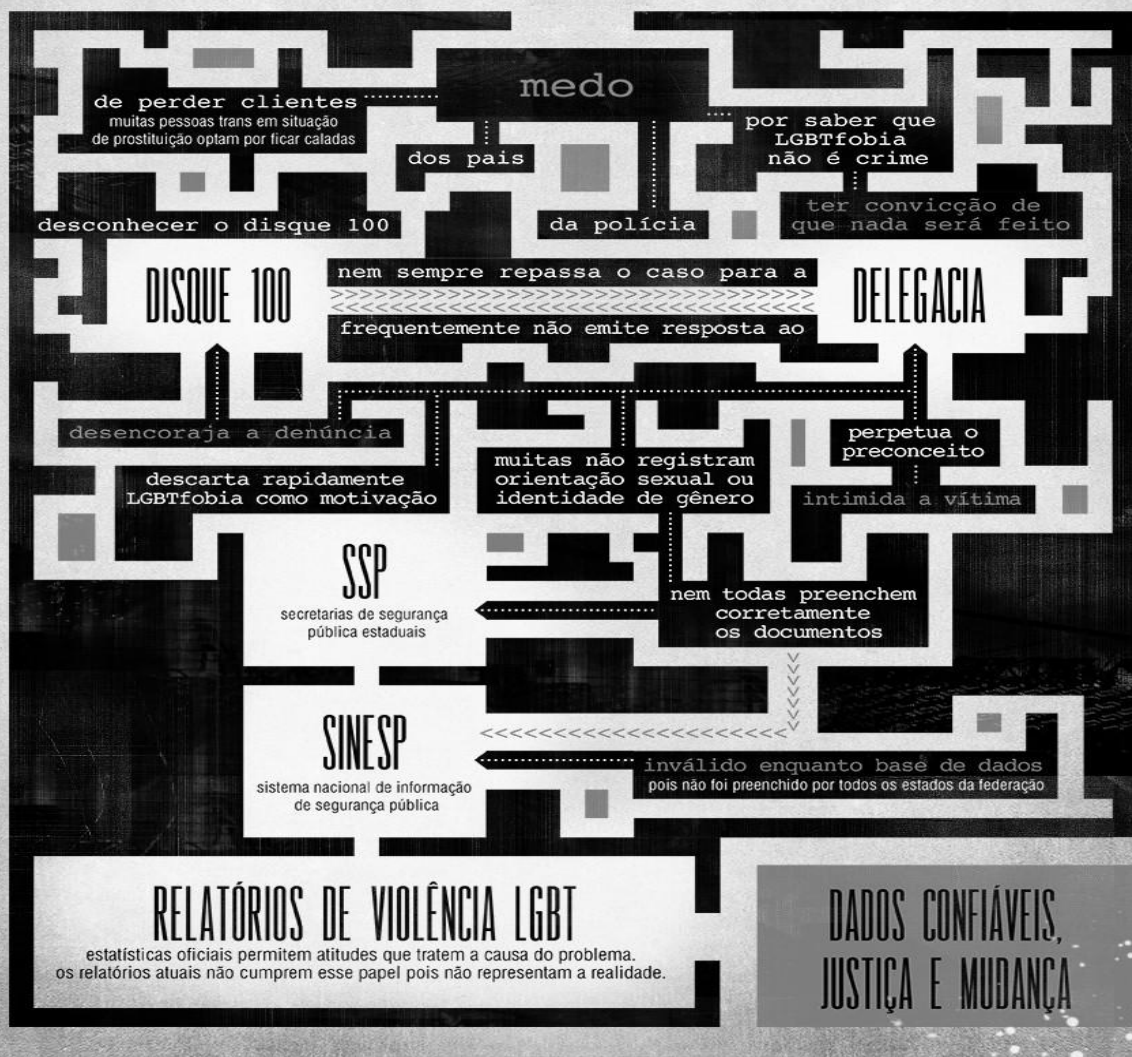 medo
de perder clientes
muitas pessoas trans em situação
de prostituição optam por ficar caladas
dos pais
da polícia
por saber que
LGBTfobia
não é crime
ter convicção de
que nada será feito
desconhecer o disque 100
DISQUE 100
nem sempre repassa o caso para a
>>>>>>>>>>>>>>>>>>>>>>>>>>>>>>>>>>
<<<<<<<<<<<<<<<<<<<<<<<<<<<<<<<<<<
frequentemente não emite resposta ao
DELEGACIA
desencoraja a denúncia
descarta rapidamente
LGBTfobia como motivação
muitas não registram
orientação sexual ou
identidade de gênero
perpetua o
preconceito
intimida a vítima
SSP
secretarias de segurança
pública estaduais
nem todas preenchem
corretamente
os documentos
SINESP
sistema nacional de informação
de segurança pública
<<<<<<<<<<<<<<<<<<<<<<
inválido enquanto base de dados
pois não foi preenchido por todos os estados da federação
RELATÓRIOS DE VIOLÊNCIA LGBT
estatísticas oficiais permitem atitudes que tratem a causa do problema.
os relatórios atuais não cumprem esse papel pois não representam a realidade.
DADOS CONFIÁVEIS,
JUSTIÇA E MUDANÇA